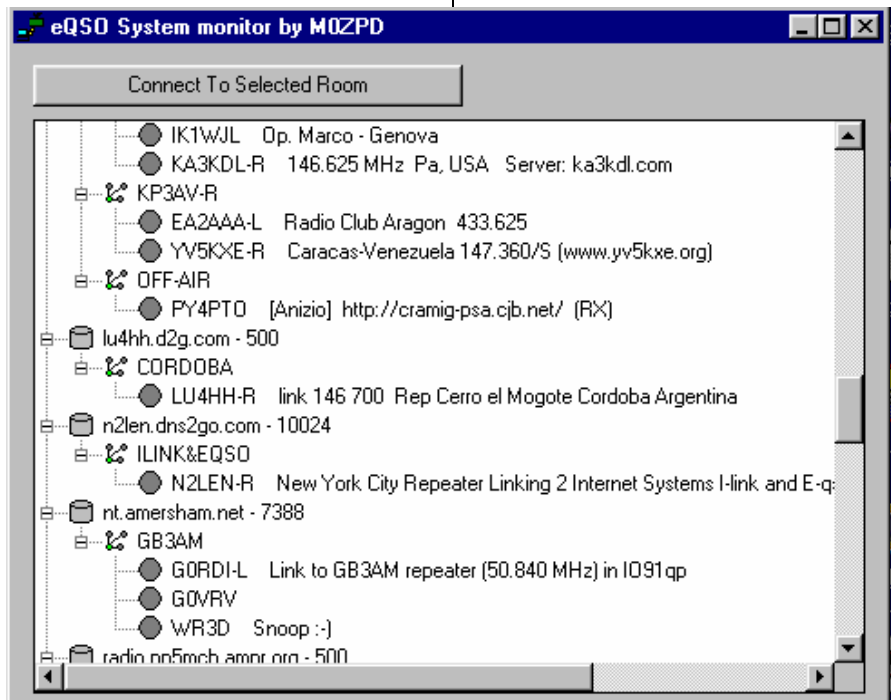 eQSO System monitor by M0ZPD
Connect To Selected Room
IK1WJL Op. Marco - Genova
KA3KDL-R 146.625 MHz Pa, USA Server: ka3kdl.com
KP3AV-R
EA2AAA-L Radio Club Aragon 433.625
YV5KXE-R Caracas-Venezuela 147.360/S (www.yv5kxe.org)
OFF-AIR
PY4PTO [Anizio] http://cramig-psa.cjb.net/ (RX)
lu4hh.d2g.com - 500
CORDOBA
LU4HH-R link 146 700 Rep Cerro el Mogote Cordoba Argentina
n2len.dns2go.com - 10024
ILINK&EQSO
N2LEN-R New York City Repeater Linking 2 Internet Systems I-link and E-q
nt.amersham.net - 7388
GB3AM
G0RDI-L Link to GB3AM repeater (50.840 MHz) in IO91qp
G0VRV
WR3D Snoop :-)
radio.pp5mch.ampr.org - 500